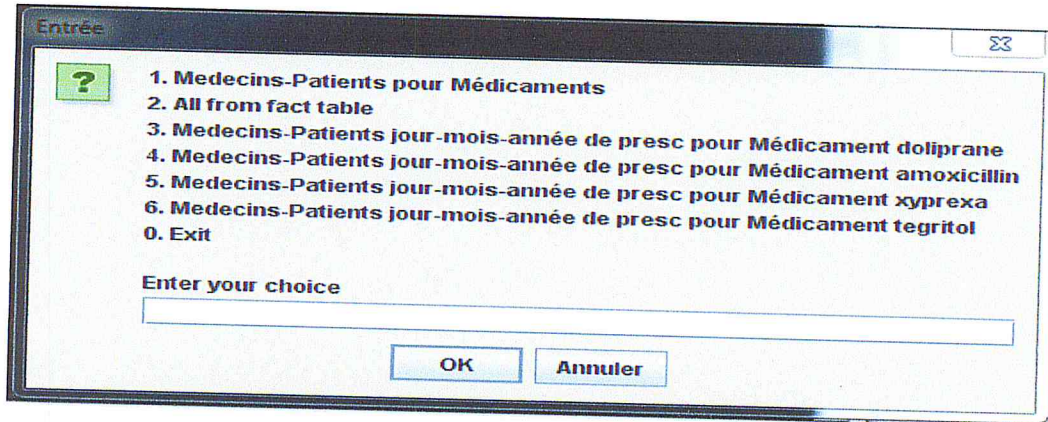 Entrée
?
1. Medecins-Patients pour Médicaments
2. All from fact table
3. Medecins-Patients jour-mois-année de presc pour Médicament doliprane
4. Medecins-Patients jour-mois-année de presc pour Médicament amoxicillin
5. Medecins-Patients jour-mois-année de presc pour Médicament xyprexa
6. Medecins-Patients jour-mois-année de presc pour Médicament tegritol
0. Exit
Enter your choice
OK
Annuler